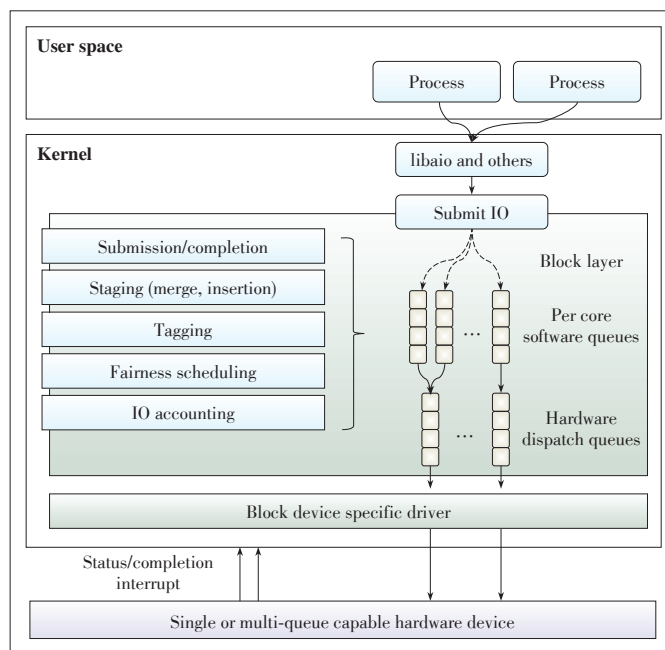 User space
Process
Process
Kernel
libaio and others
Submit IO
Submission/completion
Staging (merge, insertion)
Tagging
Fairness scheduling
IO accounting
Block layer
Per core
software queues
...
Hardware
dispatch queues
...
Block device specific driver
Status/completion
interrupt
Single or multi-queue capable hardware device